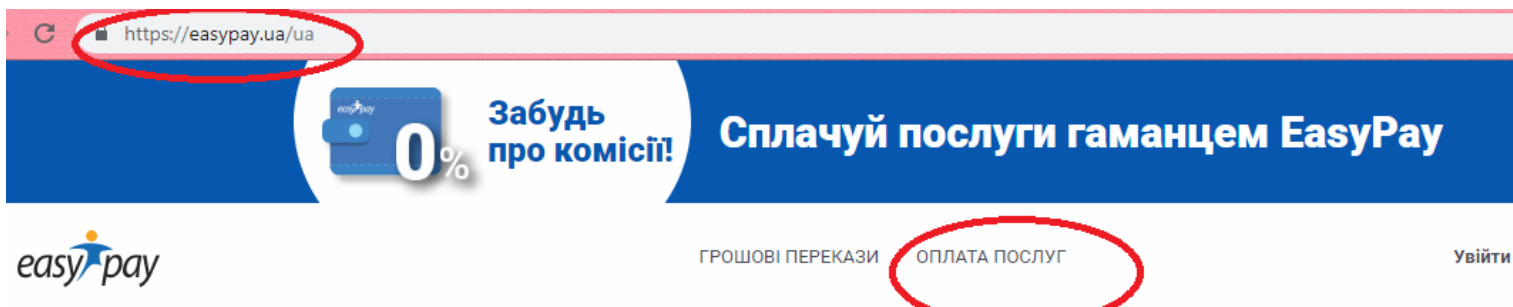 https://easypay.ua/ua
easypay
0%
Забудь
про комісії!
Сплачуй послуги гаманцем EasyPay
easypay
ГРОШОВІ ПЕРЕКАЗИ
ОПЛАТА ПОСЛУГ
Увійти